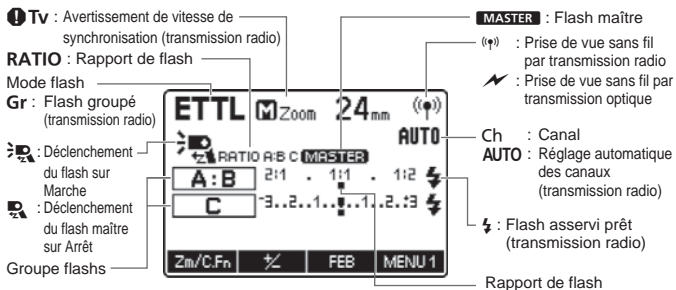 Tv : Avertissement de vitesse de
synchronisation (transmission radio)
RATIO : Rapport de flash
Mode flash
Gr : Flash groupé
(transmission radio)
: Déclenchement
du flash sur
Marche
: Déclenchement
du flash maître
sur Arrêt
Groupe flashs
ETTL M Zoom 24mm
AUTO
RATIO A:B C MASTER
A:B 2:1 . 1:1 . 1:2
C -3..2..1..0..1..2.:3
Zm/C.Fn +/- FEB MENU 1
MASTER : Flash maître
: Prise de vue sans fil
par transmission radio
: Prise de vue sans fil par
transmission optique
Ch : Canal
AUTO : Réglage automatique
des canaux
(transmission radio)
: Flash asservi prêt
(transmission radio)
Rapport de flash